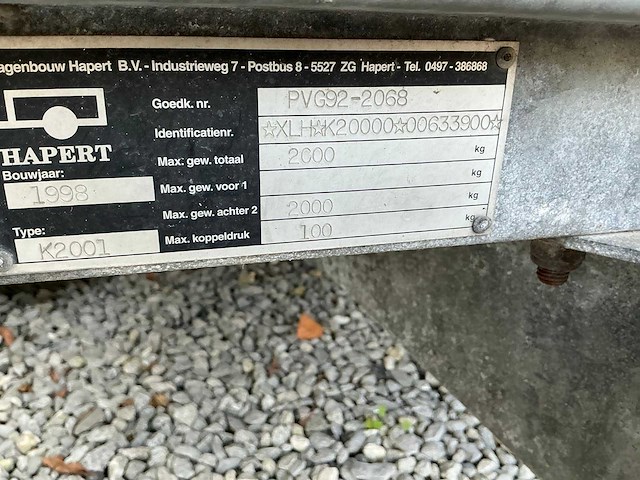 agenbouw Hapert B.V. - Industrieweg 7 - Postbus 8 - 5527 ZG Hapert - Tel. 0497 - 386868
HAPERT
Bouwjaar:
1998
Type:
K2001
Goedk. nr. PVG92-2068
Identificatienr. ☆XLH☆K20000☆00633900☆
Max. gew. totaal 2000 kg
Max. gew. voor 1 kg
Max. gew. achter 2 2000 kg
Max. koppeldruk 100